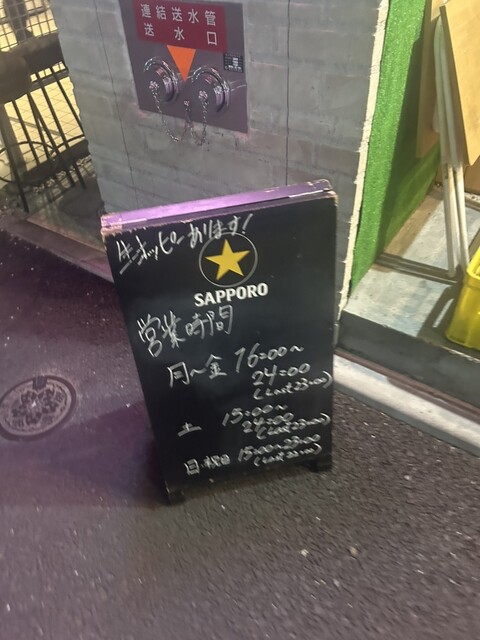 連結送水管
送水口
生ホッピーあります!
SAPPORO
営業時間
月〜金 16:00〜
24:00
(Last 23:00)
土 15:00〜
24:00
(Last 23:00)
日・祝日 15:00〜23:00
(Last 22:00)